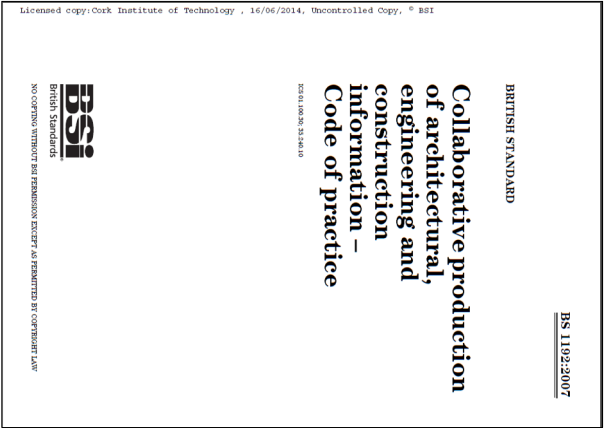 Licensed copy:Cork Institute of Technology , 16/06/2014, Uncontrolled Copy, © BSI
BRITISH STANDARD
BS 1192:2007
Collaborative production
of architectural,
engineering and
construction
information –
Code of practice
ICS 01.100.30; 35.240.10
BSi
British Standards
NO COPYING WITHOUT BSI PERMISSION EXCEPT AS PERMITTED BY COPYRIGHT LAW